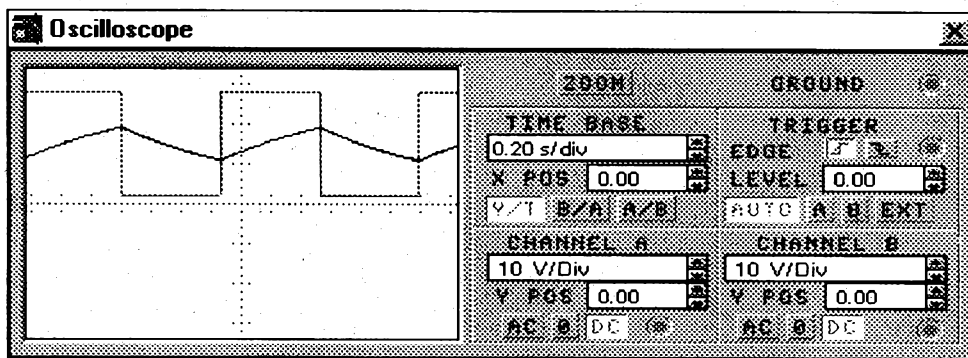 Oscilloscope
ZOOM
GROUND
TIME BASE
0.20 s/div
X POS 0.00
Y/T B/A A/B
TRIGGER
EDGE
LEVEL 0.00
AUTO A B EXT
CHANNEL A
10 V/Div
Y POS 0.00
AC 0 DC
CHANNEL B
10 V/Div
Y POS 0.00
AC 0 DC